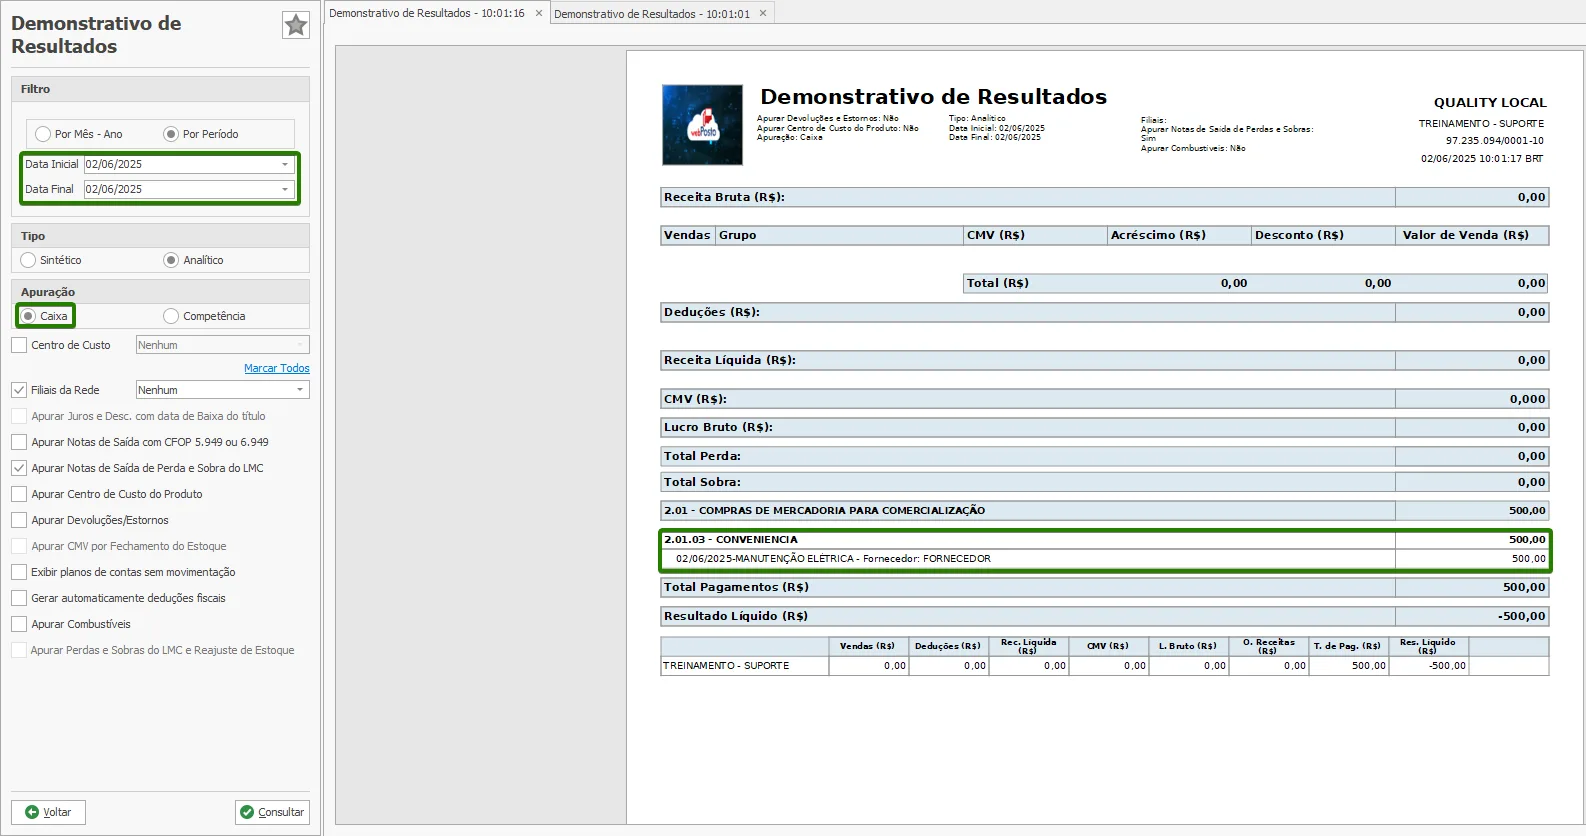 Demonstrativo de
Resultados
Filtro
Por Mês - Ano
Por Período
Data Inicial 02/06/2025
Data Final 02/06/2025
Tipo
Sintético
Analítico
Apuração
Caixa
Competência
Centro de Custo Nenhum
Marcar Todos
Filiais da Rede Nenhum
Apurar Juros e Desc. com data de Baixa do título
Apurar Notas de Saída com CFOP 5.949 ou 6.949
Apurar Notas de Saída de Perda e Sobra do LMC
Apurar Centro de Custo do Produto
Apurar Devoluções/Estornos
Apurar CMV por Fechamento do Estoque
Exibir planos de contas sem movimentação
Gerar automaticamente deduções fiscais
Apurar Combustíveis
Apurar Perdas e Sobras do LMC e Reajuste de Estoque
Voltar
Consultar
Demonstrativo de Resultados - 10:01:16
Demonstrativo de Resultados - 10:01:01
webPosto
Demonstrativo de Resultados
Apurar Devoluções e Estornos: Não
Apurar Centro de Custo do Produto: Não
Apuração: Caixa
Tipo: Analítico
Data Inicial: 02/06/2025
Data Final: 02/06/2025
Filiais:
Apurar Notas de Saída de Perdas e Sobras:
Sim
Apurar Combustíveis: Não
QUALITY LOCAL
TREINAMENTO - SUPORTE
97.235.094/0001-10
02/06/2025 10:01:17 BRT
Receita Bruta (R$): 0,00
Vendas Grupo CMV (R$) Acréscimo (R$) Desconto (R$) Valor de Venda (R$)
Total (R$) 0,00 0,00 0,00
Deduções (R$): 0,00
Receita Líquida (R$): 0,00
CMV (R$): 0,000
Lucro Bruto (R$): 0,00
Total Perda: 0,00
Total Sobra: 0,00
2.01 - COMPRAS DE MERCADORIA PARA COMERCIALIZAÇÃO 500,00
2.01.03 - CONVENIENCIA 500,00
02/06/2025-MANUTENÇÃO ELÉTRICA - Fornecedor: FORNECEDOR 500,00
Total Pagamentos (R$) 500,00
Resultado Líquido (R$) -500,00
Vendas (R$) Deduções (R$) Rec. Líquida (R$) CMV (R$) L. Bruto (R$) O. Receitas (R$) T. de Pag. (R$) Res. Líquido (R$)
TREINAMENTO - SUPORTE 0,00 0,00 0,00 0,00 0,00 0,00 500,00 -500,00